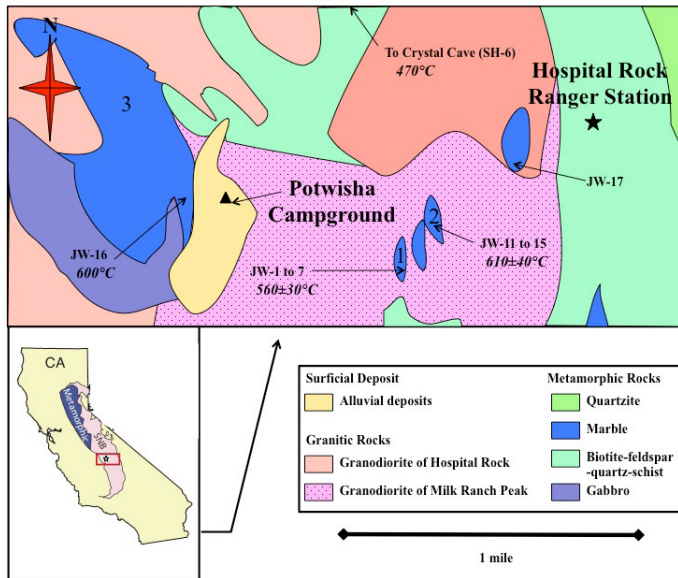 N
To Crystal Cave (SH-6)
470°C
Hospital Rock
Ranger Station
3
JW-17
Potwisha
Campground
JW-16
600°C
2
1
JW-11 to 15
610±40°C
JW-1 to 7
560±30°C
CA
Metamorphic
SNB
Surficial Deposit
Alluvial deposits
Granitic Rocks
Granodiorite of Hospital Rock
Granodiorite of Milk Ranch Peak
Metamorphic Rocks
Quartzite
Marble
Biotite-feldspar
-quartz-schist
Gabbro
1 mile